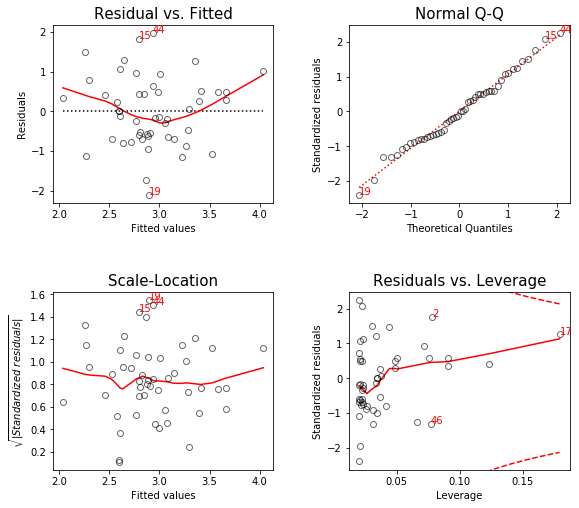 Residual vs. Fitted
Residuals
2
1
0
−1
−2
15
44
19
2.0 2.5 3.0 3.5 4.0
Fitted values
Normal Q-Q
Standardized residuals
2
1
0
−1
−2
15
44
19
−2 −1 0 1 2
Theoretical Quantiles
Scale-Location
√|Standardized residuals|
1.6
1.4
1.2
1.0
0.8
0.6
0.4
0.2
19
44
15
2.0 2.5 3.0 3.5 4.0
Fitted values
Residuals vs. Leverage
Standardized residuals
2
1
0
−1
−2
2
17
46
0.05 0.10 0.15
Leverage